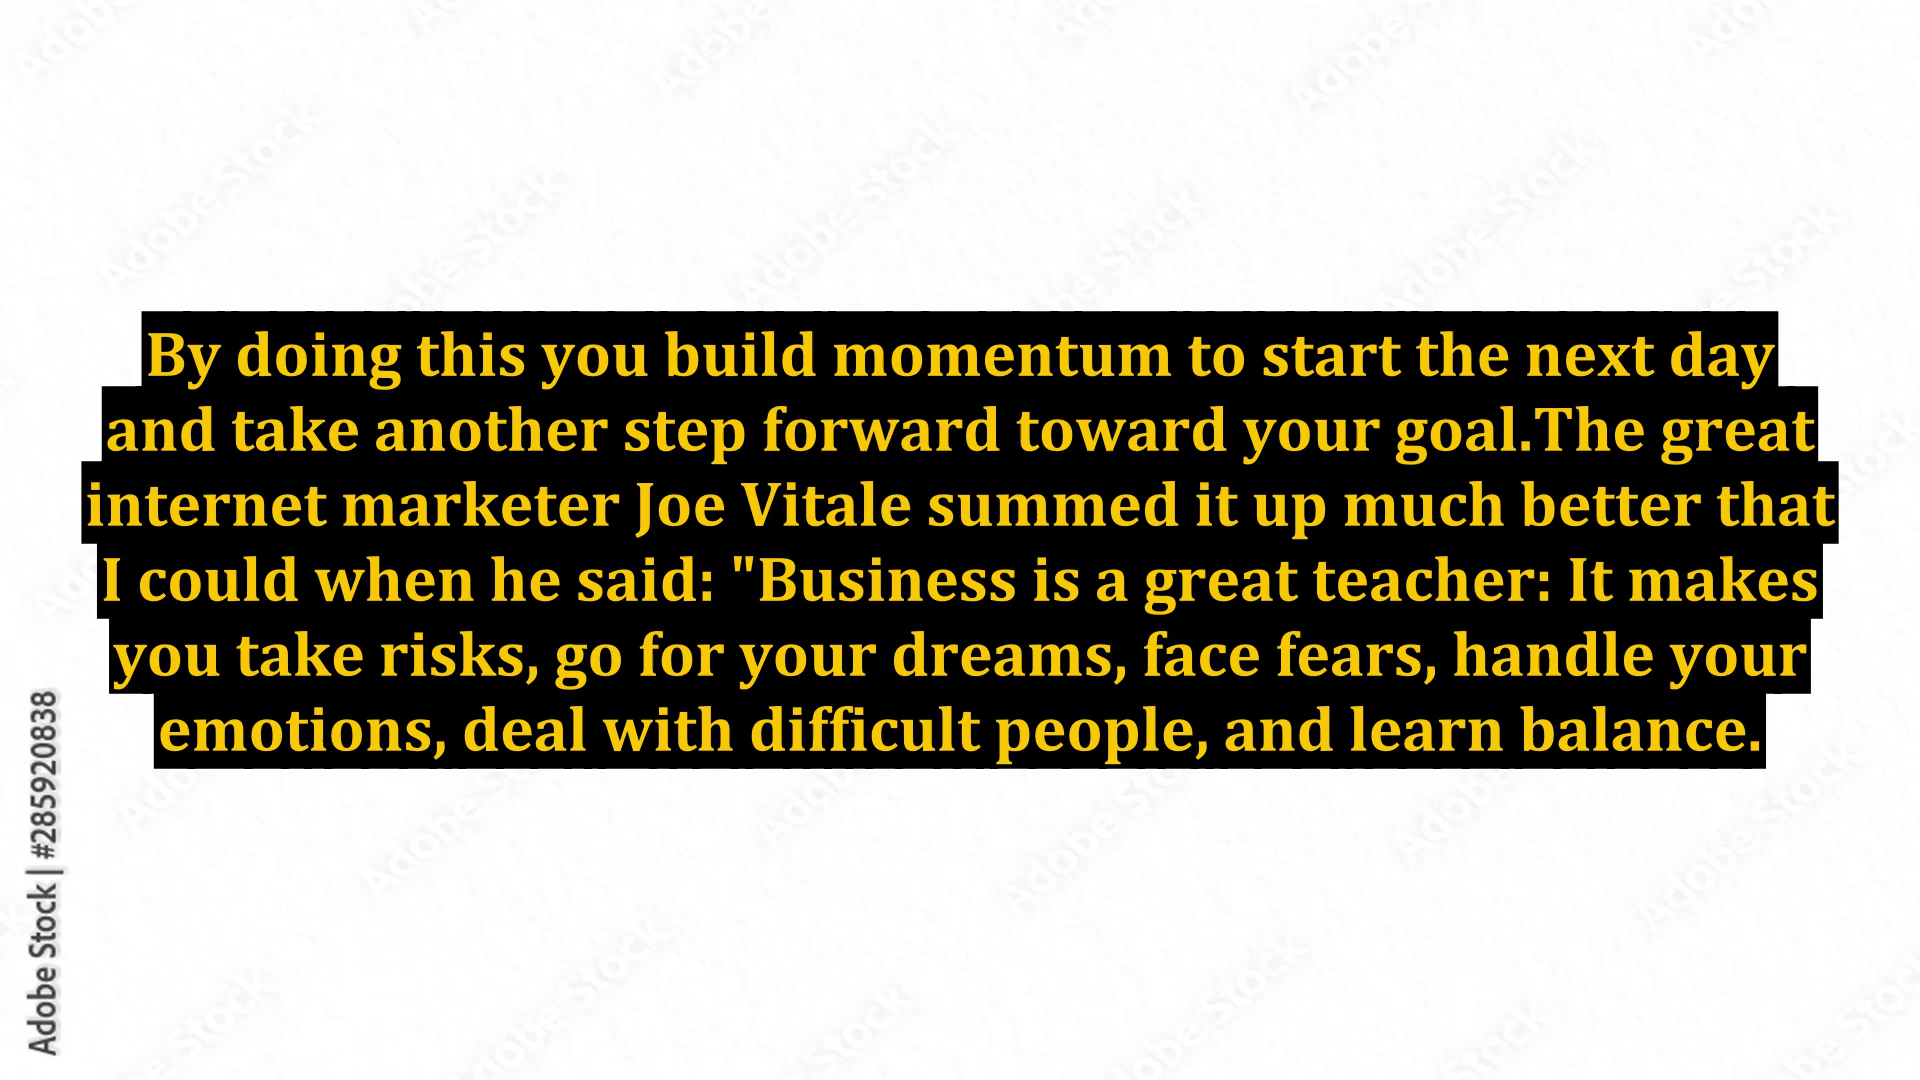 By doing this you build momentum to start the next day
and take another step forward toward your goal.The great
internet marketer Joe Vitale summed it up much better that
I could when he said: "Business is a great teacher: It makes
you take risks, go for your dreams, face fears, handle your
emotions, deal with difficult people, and learn balance.
Adobe Stock | #285920838